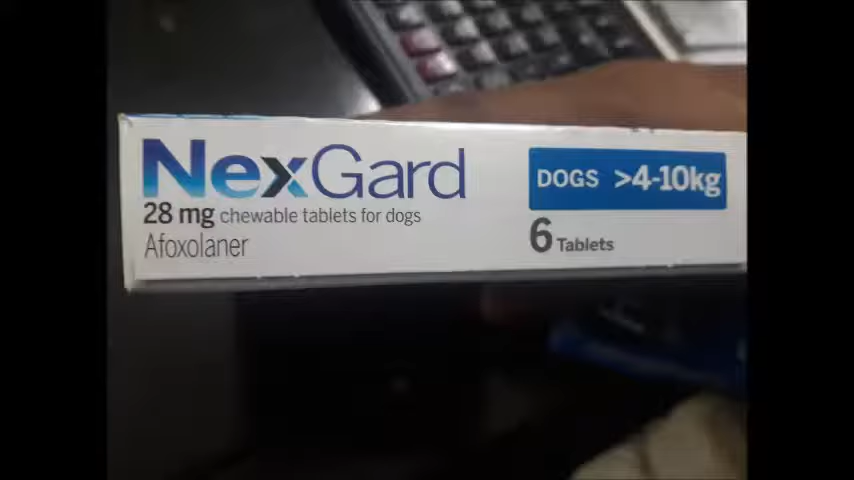 NexGard
28 mg chewable tablets for dogs
Afoxolaner
DOGS >4-10kg
6 Tablets